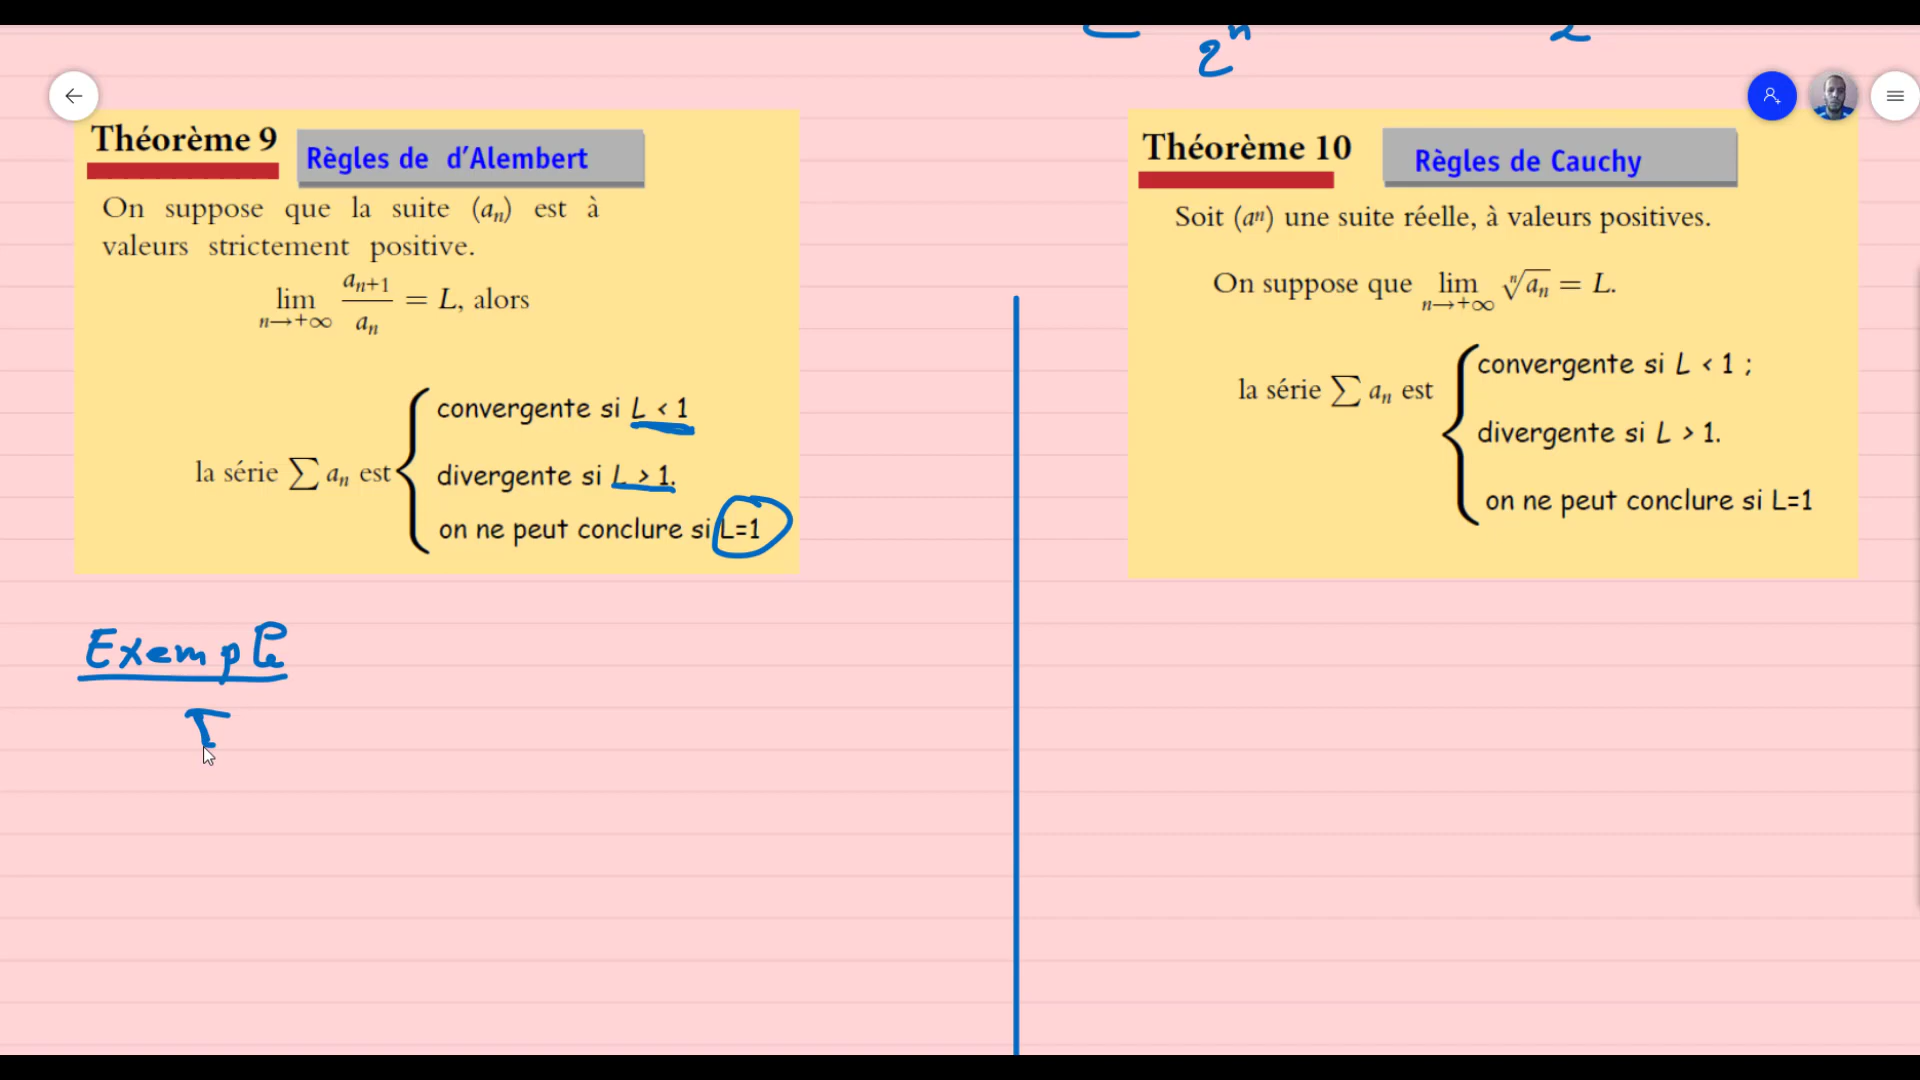 2ⁿ 2
Théorème 9
Règles de d’Alembert
On suppose que la suite (aₙ) est à
valeurs strictement positive.
lim n→+∞ aₙ₊₁/aₙ = L, alors
la série ∑ aₙ est
convergente si L < 1
divergente si L > 1.
on ne peut conclure si L=1
Exemple
Théorème 10
Règles de Cauchy
Soit (aⁿ) une suite réelle, à valeurs positives.
On suppose que lim n→+∞ ⁿ√aₙ = L.
la série ∑ aₙ est
convergente si L < 1 ;
divergente si L > 1.
on ne peut conclure si L=1